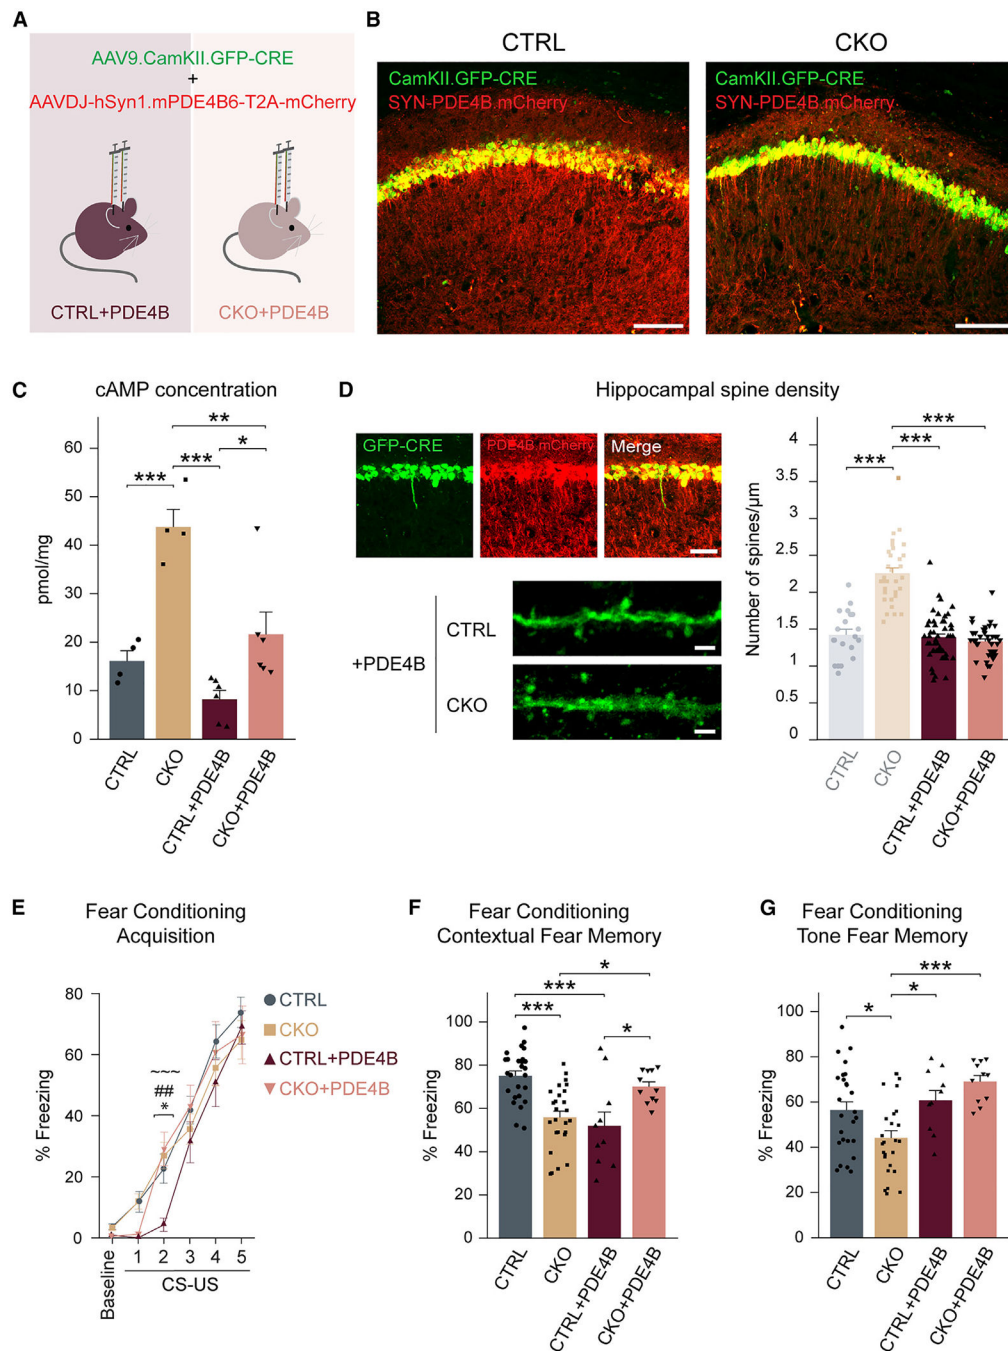 A
AAV9.CamKII.GFP-CRE
+
AAVDJ-hSyn1.mPDE4B6-T2A-mCherry
CTRL+PDE4B
CKO+PDE4B
B
CTRL
CKO
CamKII.GFP-CRE
SYN-PDE4B.mCherry
CamKII.GFP-CRE
SYN-PDE4B.mCherry
C
cAMP concentration
**
*
***
***
pmol/mg
60
50
40
30
20
10
0
CTRL
CKO
CTRL+PDE4B
CKO+PDE4B
D
Hippocampal spine density
GFP-CRE
PDE4B.mCherry
Merge
+PDE4B
CTRL
CKO
***
***
***
Number of spines/µm
4
3.5
3
2.5
2
1.5
1
0.5
0
CTRL
CKO
CTRL+PDE4B
CKO+PDE4B
E
Fear Conditioning
Acquisition
% Freezing
80
60
40
20
0
~~~
##
*
CTRL
CKO
CTRL+PDE4B
CKO+PDE4B
Baseline
1
2
3
4
5
CS-US
F
Fear Conditioning
Contextual Fear Memory
*
***
***
*
% Freezing
100
80
60
40
20
0
CTRL
CKO
CTRL+PDE4B
CKO+PDE4B
G
Fear Conditioning
Tone Fear Memory
***
*
*
% Freezing
100
80
60
40
20
0
CTRL
CKO
CTRL+PDE4B
CKO+PDE4B